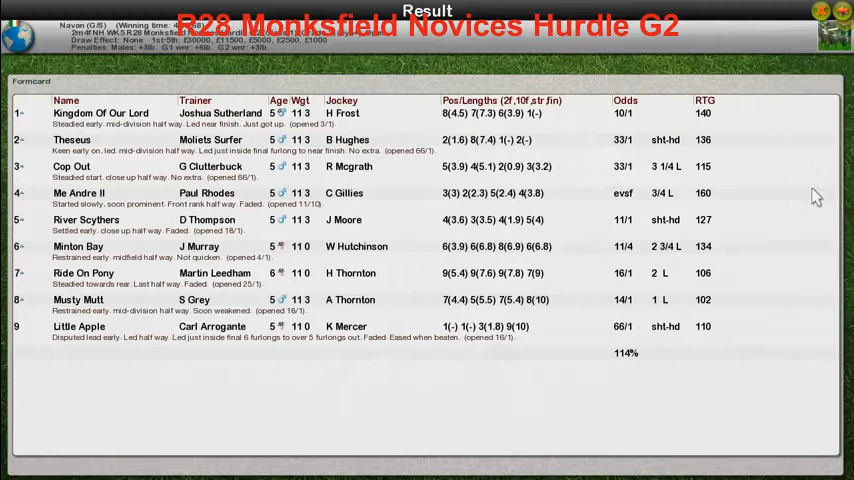 Result
R28 Monksfield Novices Hurdle G2
Navan (G/S) (Winning time:
2m4f NH WK5 R28 Monksfield Novices Hurdle G2
Draw Effect: None 1st-5th: £30000, £11500, £5000, £2500, £1000
Penalties: Males: +3lb. G1 wnr: +6lb. G2 wnr: +3lb.
Formcard
Name Trainer Age Wgt Jockey Pos/Lengths (2f,10f,str,fin) Odds RTG
1 Kingdom Of Our Lord Joshua Sutherland 5 11 3 H Frost 8(4.5) 7(7.3) 6(3.9) 1(-) 10/1 140
Steadied early. mid-division half way. Led near finish. Just got up. (opened 3/1).
2 Theseus Moliets Surfer 5 11 3 B Hughes 2(1.6) 8(7.4) 1(-) 2(-) 33/1 sht-hd 136
Keen early on. led. mid-division half way. Led just inside final furlong to near finish. No extra. (opened 66/1).
3 Cop Out G Clutterbuck 5 11 3 R Mcgrath 5(3.9) 4(5.1) 2(0.9) 3(3.2) 33/1 3 1/4 L 115
Steadied start. close up half way. No extra. (opened 66/1).
4 Me Andre II Paul Rhodes 5 11 3 C Gillies 3(3) 2(2.3) 5(2.4) 4(3.8) evsf 3/4 L 160
Started slowly, soon prominent. Front rank half way. Faded. (opened 11/10).
5 River Scythers D Thompson 5 11 3 J Moore 4(3.6) 3(3.5) 4(1.9) 5(4) 11/1 sht-hd 127
Settled early. close up half way. Faded. (opened 18/1).
6 Minton Bay J Murray 5 11 0 W Hutchinson 6(3.9) 6(6.8) 8(6.9) 6(6.8) 11/4 2 3/4 L 134
Restrained early. midfield half way. Not quicken. (opened 4/1).
7 Ride On Pony Martin Leedham 6 11 0 H Thornton 9(5.4) 9(7.6) 9(7.8) 7(9) 16/1 2 L 106
Steadied towards rear. Last half way. Faded. (opened 25/1).
8 Musty Mutt S Grey 5 11 3 A Thornton 7(4.4) 5(5.5) 7(5.4) 8(10) 14/1 1 L 102
Restrained early. mid-division half way. Soon weakened. (opened 18/1).
9 Little Apple Carl Arrogante 5 11 0 K Mercer 1(-) 1(-) 3(1.8) 9(10) 66/1 sht-hd 110
Disputed lead early. Led half way. Led just inside final 6 furlongs to over 5 furlongs out. Faded. Eased when beaten. (opened 16/1).
114%